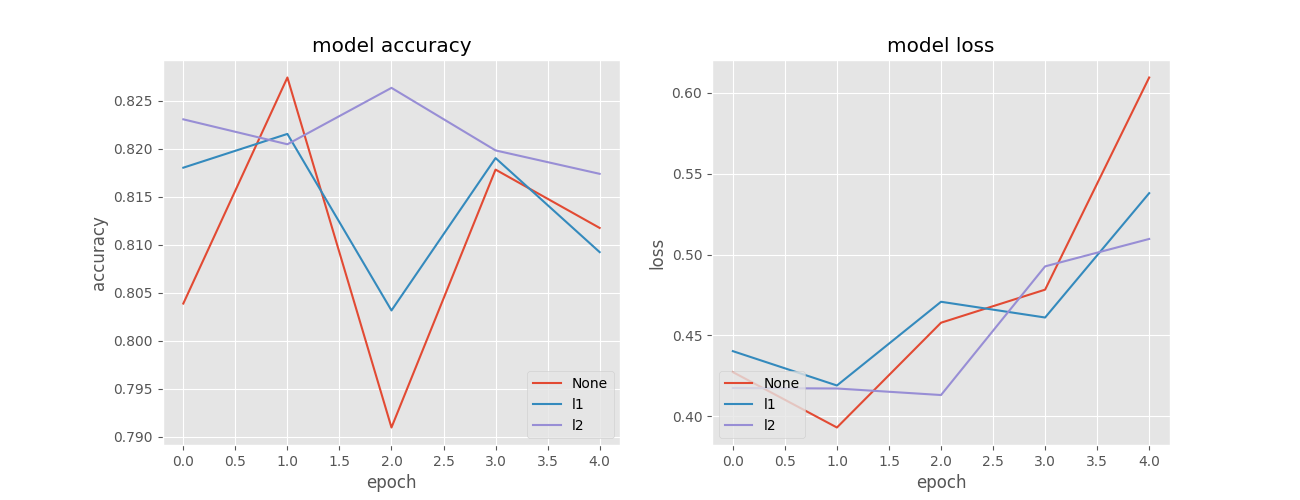 model accuracy
accuracy
0.825
0.820
0.815
0.810
0.805
0.800
0.795
0.790
0.0 0.5 1.0 1.5 2.0 2.5 3.0 3.5 4.0
epoch
None
l1
l2
model loss
loss
0.60
0.55
0.50
0.45
0.40
0.0 0.5 1.0 1.5 2.0 2.5 3.0 3.5 4.0
epoch
None
l1
l2